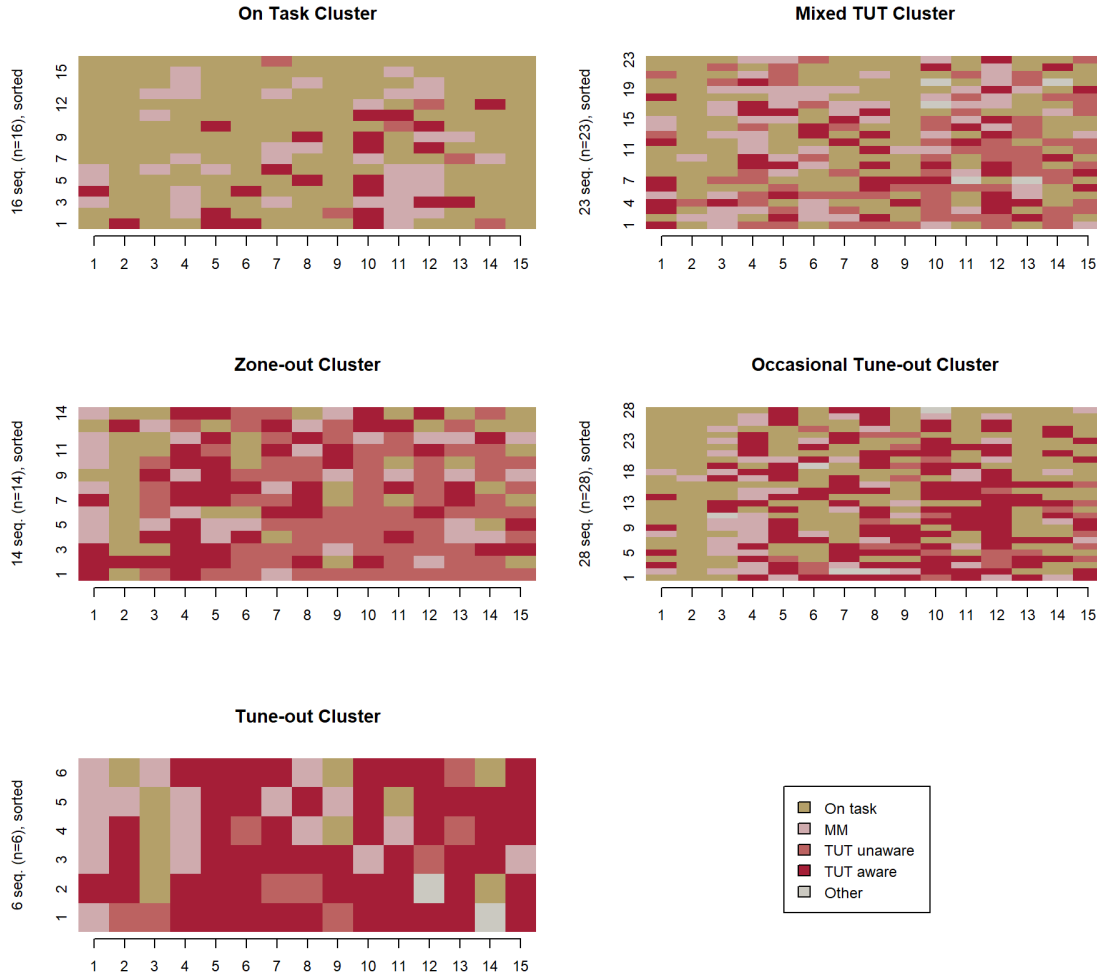 On Task Cluster
16 seq. (n=16), sorted
15
12
9
7
5
3
1
1 2 3 4 5 6 7 8 9 10 11 12 13 14 15
Mixed TUT Cluster
23 seq. (n=23), sorted
23
19
15
11
7
4
1
1 2 3 4 5 6 7 8 9 10 11 12 13 14 15
Zone-out Cluster
14 seq. (n=14), sorted
14
11
9
7
5
3
1
1 2 3 4 5 6 7 8 9 10 11 12 13 14 15
Occasional Tune-out Cluster
28 seq. (n=28), sorted
28
23
18
13
9
5
1
1 2 3 4 5 6 7 8 9 10 11 12 13 14 15
Tune-out Cluster
6 seq. (n=6), sorted
6
5
4
3
2
1
1 2 3 4 5 6 7 8 9 10 11 12 13 14 15
On task
MM
TUT unaware
TUT aware
Other